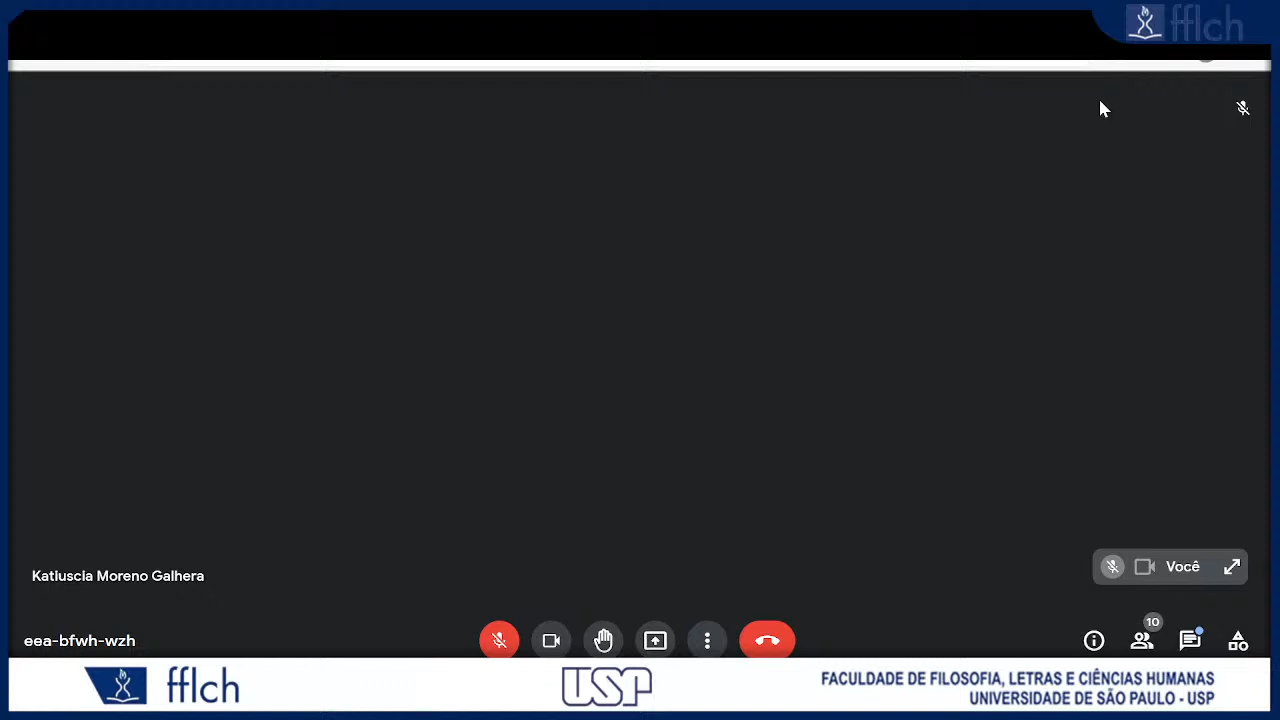 fflch
Katluscia Moreno Galhera
Você
eea-bfwh-wzh
10
fflch
USP
FACULDADE DE FILOSOFIA, LETRAS E CIÊNCIAS HUMANAS
UNIVERSIDADE DE SÃO PAULO - USP